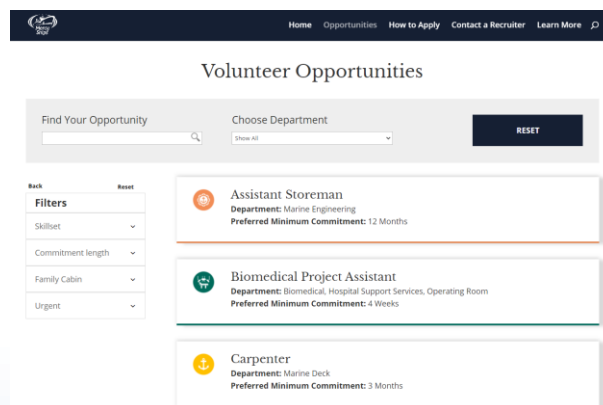 Mercy Ships
Home Opportunities How to Apply Contact a Recruiter Learn More
Volunteer Opportunities
Find Your Opportunity
Choose Department
Show All
RESET
Back Reset
Filters
Skillset
Commitment length
Family Cabin
Urgent
Assistant Storeman
Department: Marine Engineering
Preferred Minimum Commitment: 12 Months
Biomedical Project Assistant
Department: Biomedical, Hospital Support Services, Operating Room
Preferred Minimum Commitment: 4 Weeks
Carpenter
Department: Marine Deck
Preferred Minimum Commitment: 3 Months